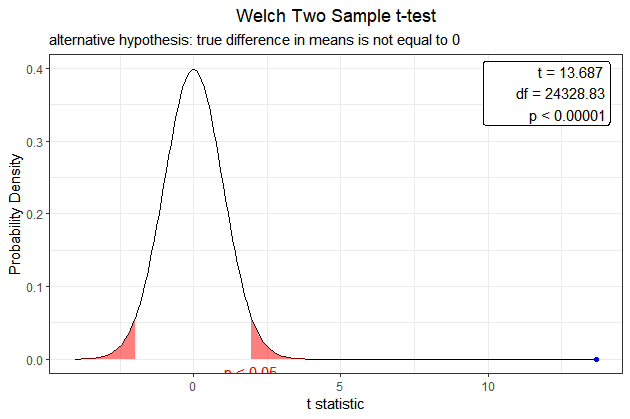 Welch Two Sample t-test
alternative hypothesis: true difference in means is not equal to 0
t = 13.687
df = 24328.83
p < 0.00001
Probability Density
0.4
0.3
0.2
0.1
0.0
p < 0.05
0
5
10
t statistic